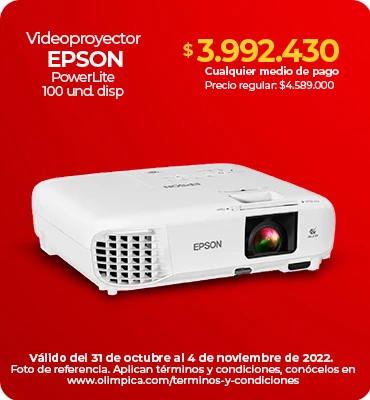 Videoproyector
EPSON
PowerLite
100 und. disp
$ 3.992.430
Cualquier medio de pago
Precio regular: $4.589.000
EPSON
EPSON
Válido del 31 de octubre al 4 de noviembre de 2022.
Foto de referencia. Aplican términos y condiciones, conócelos en
www.olimpica.com/terminos-y-condiciones